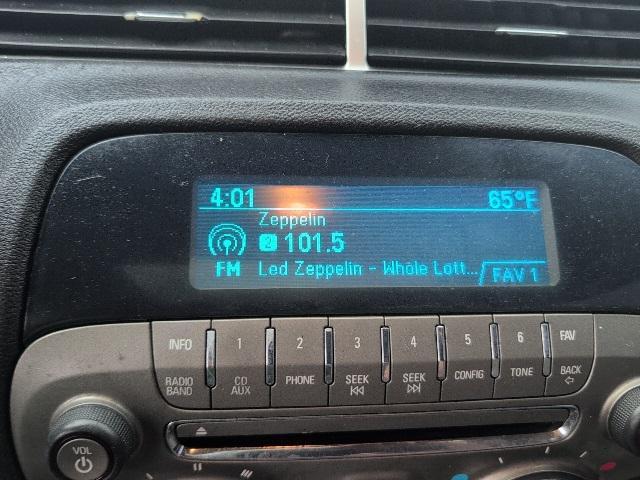 4:01 65°F
Zeppelin
2 101.5
FM Led Zeppelin - Whole Lott... FAV 1
INFO 1 2 3 4 5 6 FAV
RADIO BAND CD AUX PHONE SEEK SEEK CONFIG TONE BACK
VOL